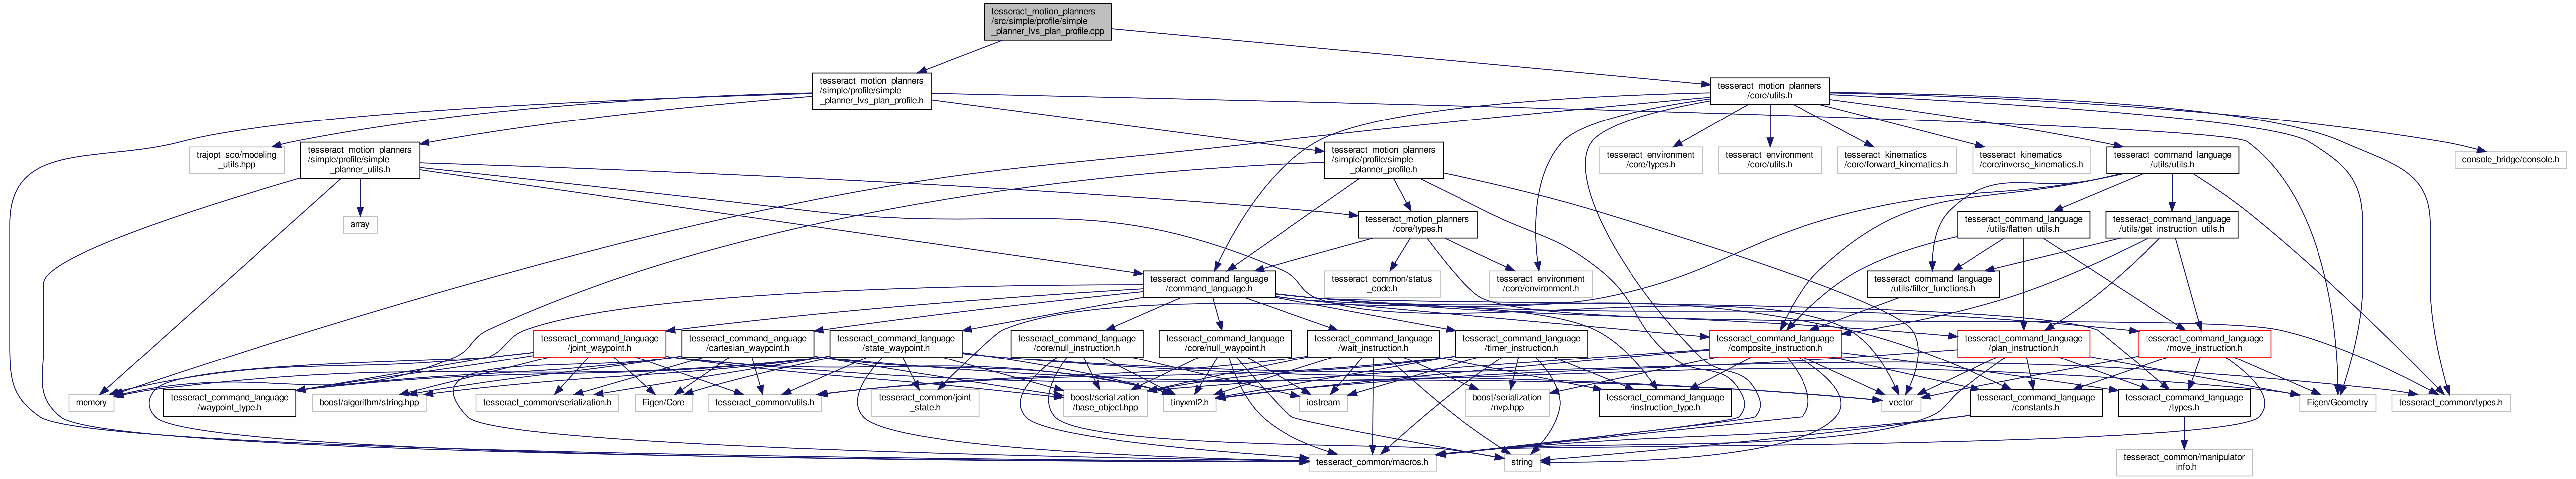 tesseract_motion_planners
/src/simple/profile/simple
_planner_lvs_plan_profile.cpp
tesseract_motion_planners
/simple/profile/simple
_planner_lvs_plan_profile.h
tesseract_motion_planners
/core/utils.h
trajopt_sco/modeling
_utils.hpp
tesseract_motion_planners
/simple/profile/simple
_planner_utils.h
tesseract_motion_planners
/simple/profile/simple
_planner_profile.h
tesseract_environment
/core/types.h
tesseract_environment
/core/utils.h
tesseract_kinematics
/core/forward_kinematics.h
tesseract_kinematics
/core/inverse_kinematics.h
tesseract_command_language
/utils/utils.h
console_bridge/console.h
array
tesseract_motion_planners
/core/types.h
tesseract_command_language
/utils/flatten_utils.h
tesseract_command_language
/utils/get_instruction_utils.h
tesseract_command_language
/command_language.h
tesseract_common/status
_code.h
tesseract_environment
/core/environment.h
tesseract_command_language
/utils/filter_functions.h
tesseract_command_language
/joint_waypoint.h
tesseract_command_language
/cartesian_waypoint.h
tesseract_command_language
/state_waypoint.h
tesseract_command_language
/core/null_instruction.h
tesseract_command_language
/core/null_waypoint.h
tesseract_command_language
/wait_instruction.h
tesseract_command_language
/timer_instruction.h
tesseract_command_language
/composite_instruction.h
tesseract_command_language
/plan_instruction.h
tesseract_command_language
/move_instruction.h
memory
tesseract_command_language
/waypoint_type.h
boost/algorithm/string.hpp
tesseract_common/serialization.h
Eigen/Core
tesseract_common/utils.h
tesseract_common/joint
_state.h
boost/serialization
/base_object.hpp
tinyxml2.h
iostream
boost/serialization
/nvp.hpp
tesseract_command_language
/instruction_type.h
vector
tesseract_command_language
/constants.h
tesseract_command_language
/types.h
Eigen/Geometry
tesseract_common/types.h
tesseract_common/macros.h
string
tesseract_common/manipulator
_info.h